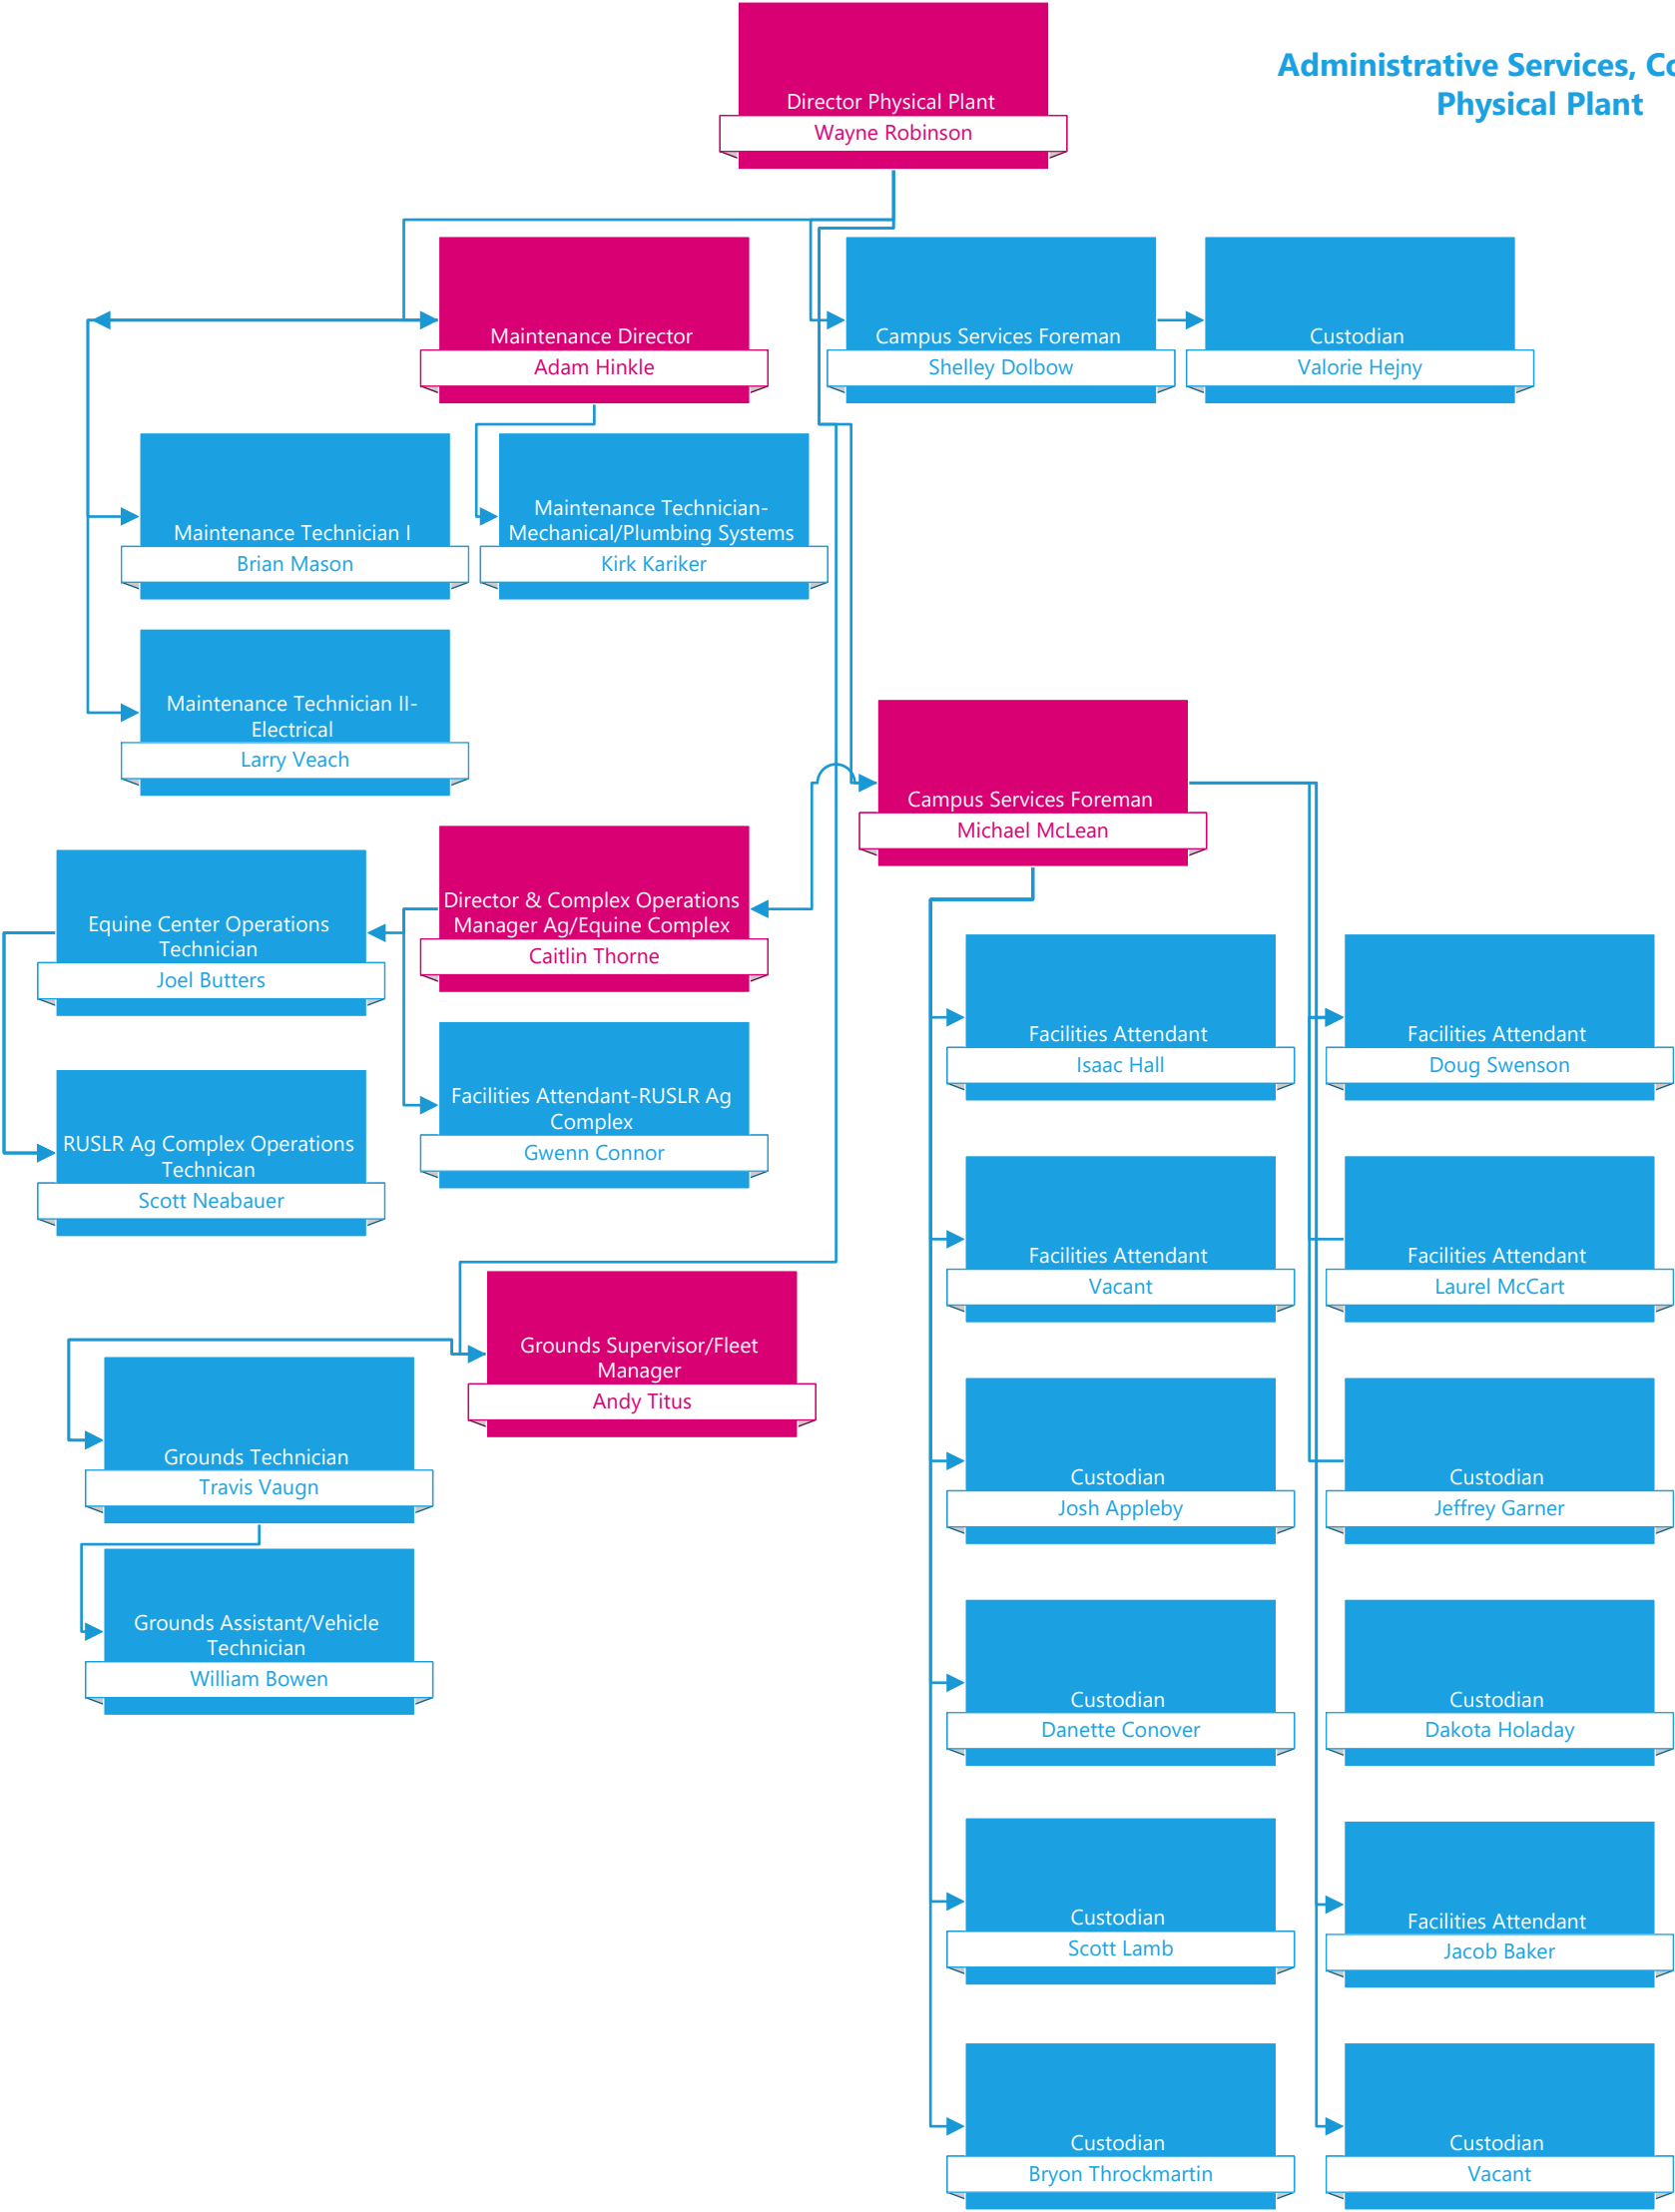 Administrative Services, Co
Physical Plant
Director Physical Plant
Wayne Robinson
Maintenance Director
Adam Hinkle
Campus Services Foreman
Shelley Dolbow
Custodian
Valorie Hejny
Maintenance Technician I
Brian Mason
Maintenance Technician-
Mechanical/Plumbing Systems
Kirk Kariker
Maintenance Technician II-
Electrical
Larry Veach
Campus Services Foreman
Michael McLean
Equine Center Operations
Technician
Joel Butters
Director & Complex Operations
Manager Ag/Equine Complex
Caitlin Thorne
Facilities Attendant
Isaac Hall
Facilities Attendant
Doug Swenson
RUSLR Ag Complex Operations
Technican
Scott Neabauer
Facilities Attendant-RUSLR Ag
Complex
Gwenn Connor
Facilities Attendant
Vacant
Facilities Attendant
Laurel McCart
Grounds Supervisor/Fleet
Manager
Andy Titus
Grounds Technician
Travis Vaugn
Custodian
Josh Appleby
Custodian
Jeffrey Garner
Grounds Assistant/Vehicle
Technician
William Bowen
Custodian
Danette Conover
Custodian
Dakota Holaday
Custodian
Scott Lamb
Facilities Attendant
Jacob Baker
Custodian
Bryon Throckmartin
Custodian
Vacant